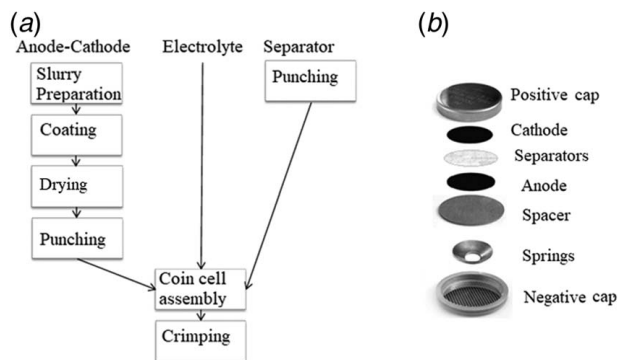 (a)
Anode-Cathode
Electrolyte
Separator
Slurry
Preparation
Punching
Coating
Drying
Punching
Coin cell
assembly
Crimping
(b)
Positive cap
Cathode
Separators
Anode
Spacer
Springs
Negative cap